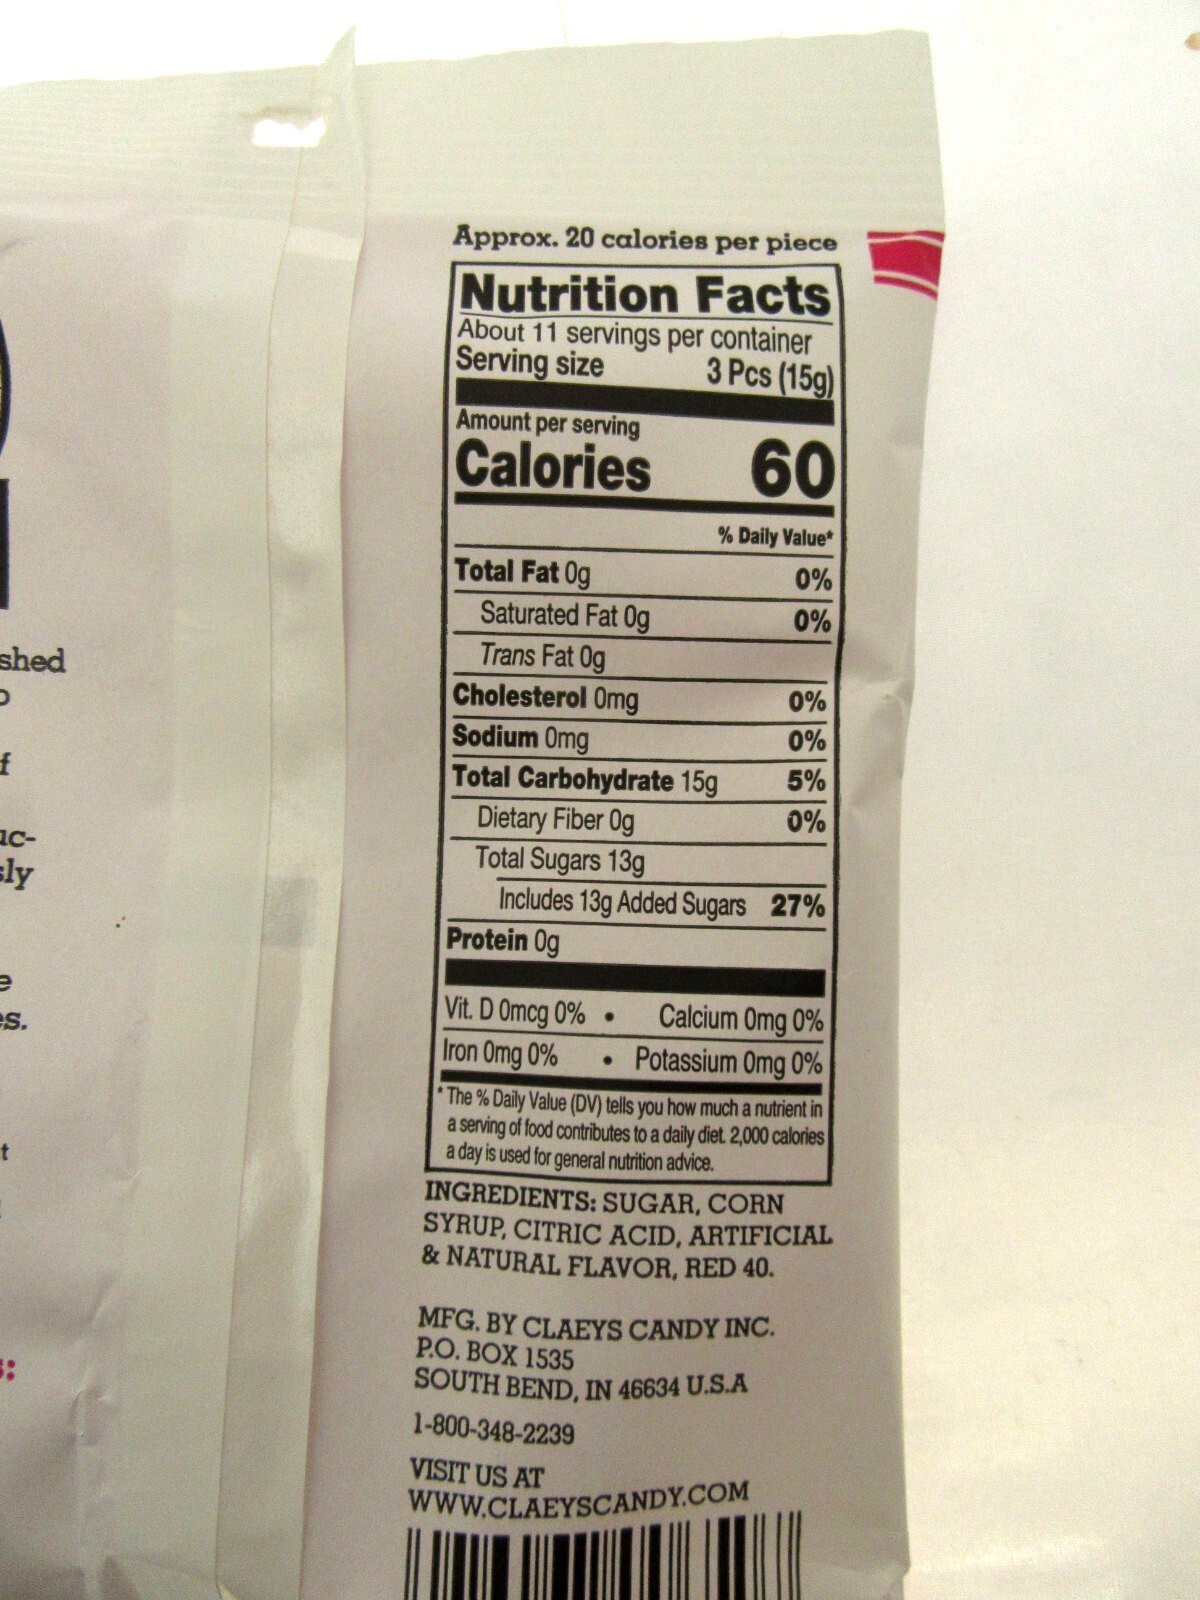 shed
f
uc-
sly
e
es.
t
s:
Approx. 20 calories per piece
Nutrition Facts
About 11 servings per container
Serving size 3 Pcs (15g)
Amount per serving
Calories 60
% Daily Value*
Total Fat 0g 0%
Saturated Fat 0g 0%
Trans Fat 0g
Cholesterol 0mg 0%
Sodium 0mg 0%
Total Carbohydrate 15g 5%
Dietary Fiber 0g 0%
Total Sugars 13g
Includes 13g Added Sugars 27%
Protein 0g
Vit. D 0mcg 0% • Calcium 0mg 0%
Iron 0mg 0% • Potassium 0mg 0%
* The % Daily Value (DV) tells you how much a nutrient in
a serving of food contributes to a daily diet. 2,000 calories
a day is used for general nutrition advice.
INGREDIENTS: SUGAR, CORN
SYRUP, CITRIC ACID, ARTIFICIAL
& NATURAL FLAVOR, RED 40.
MFG. BY CLAEYS CANDY INC.
P.O. BOX 1535
SOUTH BEND, IN 46634 U.S.A
1-800-348-2239
VISIT US AT
WWW.CLAEYSCANDY.COM